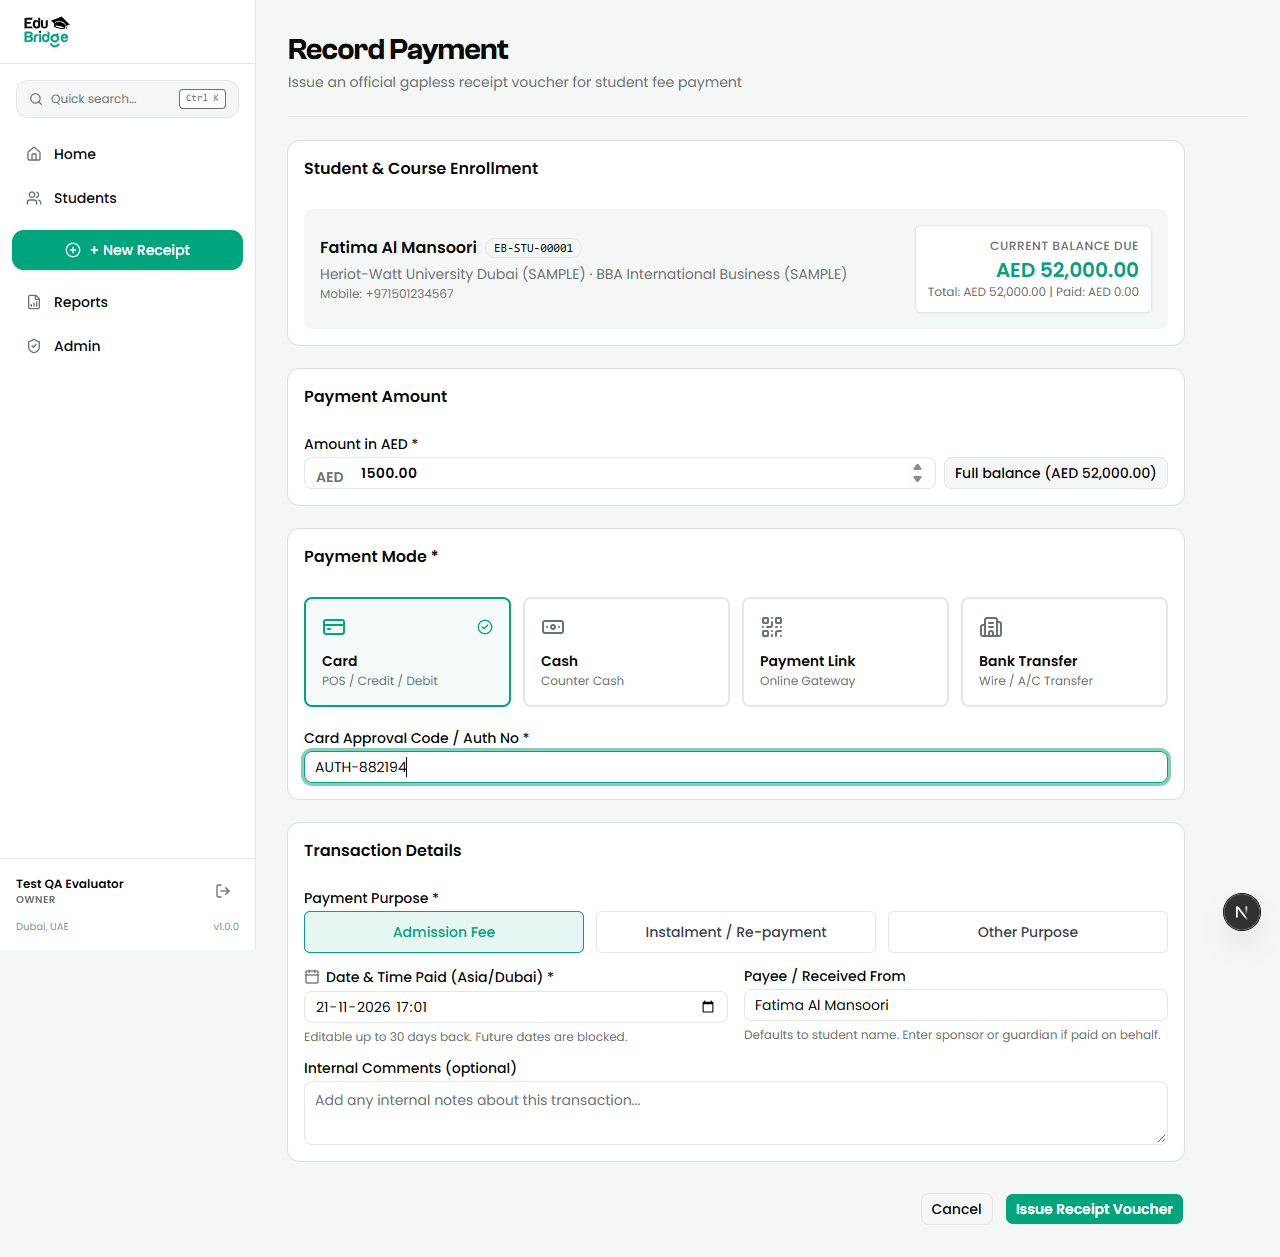 Edu
Bridge
Quick search...
Ctrl K
Home
Students
+ New Receipt
Reports
Admin
Test QA Evaluator
OWNER
Dubai, UAE
v1.0.0
Record Payment
Issue an official gapless receipt voucher for student fee payment
Student & Course Enrollment
Fatima Al Mansoori
EB-STU-00001
Heriot-Watt University Dubai (SAMPLE) · BBA International Business (SAMPLE)
Mobile: +971501234567
CURRENT BALANCE DUE
AED 52,000.00
Total: AED 52,000.00 | Paid: AED 0.00
Payment Amount
Amount in AED *
AED 1500.00
Full balance (AED 52,000.00)
Payment Mode *
Card
POS / Credit / Debit
Cash
Counter Cash
Payment Link
Online Gateway
Bank Transfer
Wire / A/C Transfer
Card Approval Code / Auth No *
AUTH-882194
Transaction Details
Payment Purpose *
Admission Fee
Instalment / Re-payment
Other Purpose
Date & Time Paid (Asia/Dubai) *
21-11-2026 17:01
Editable up to 30 days back. Future dates are blocked.
Payee / Received From
Fatima Al Mansoori
Defaults to student name. Enter sponsor or guardian if paid on behalf.
Internal Comments (optional)
Add any internal notes about this transaction...
Cancel
Issue Receipt Voucher
N